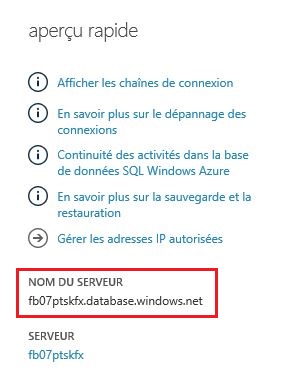 aperçu rapide
Afficher les chaînes de connexion
En savoir plus sur le dépannage des
connexions
Continuité des activités dans la base
de données SQL Windows Azure
En savoir plus sur la sauvegarde et la
restauration
Gérer les adresses IP autorisées
NOM DU SERVEUR
fb07ptskfx.database.windows.net
SERVEUR
fb07ptskfx